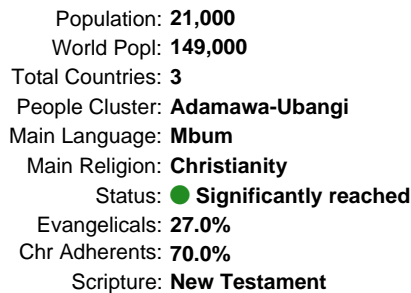 Population: 21,000
World Popl: 149,000
Total Countries: 3
People Cluster: Adamawa-Ubangi
Main Language: Mbum
Main Religion: Christianity
Status: Significantly reached
Evangelicals: 27.0%
Chr Adherents: 70.0%
Scripture: New Testament